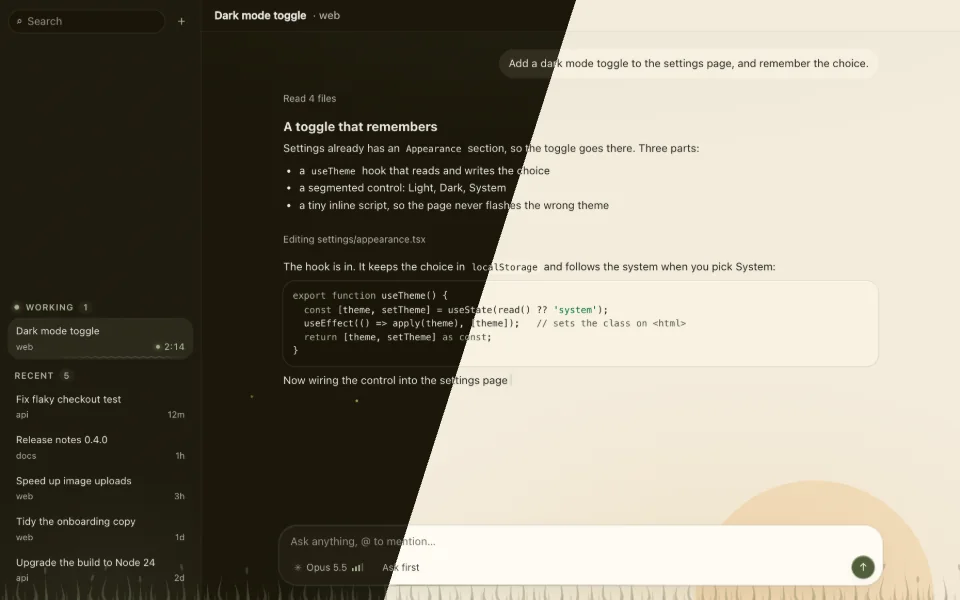 Search
+
Dark mode toggle · web
WORKING 1
Dark mode toggle
web 2:14
RECENT 5
Fix flaky checkout test
api 12m
Release notes 0.4.0
docs 1h
Speed up image uploads
web 3h
Tidy the onboarding copy
web 1d
Upgrade the build to Node 24
api 2d
Add a dark mode toggle to the settings page, and remember the choice.
Read 4 files
A toggle that remembers
Settings already has an Appearance section, so the toggle goes there. Three parts:
• a useTheme hook that reads and writes the choice
• a segmented control: Light, Dark, System
• a tiny inline script, so the page never flashes the wrong theme
Editing settings/appearance.tsx
The hook is in. It keeps the choice in localStorage and follows the system when you pick System:
export function useTheme() {
const [theme, setTheme] = useState(read() ?? 'system');
useEffect(() => apply(theme), [theme]); // sets the class on <html>
return [theme, setTheme] as const;
}
Now wiring the control into the settings page
Ask anything, @ to mention...
Opus 5.5 Ask first